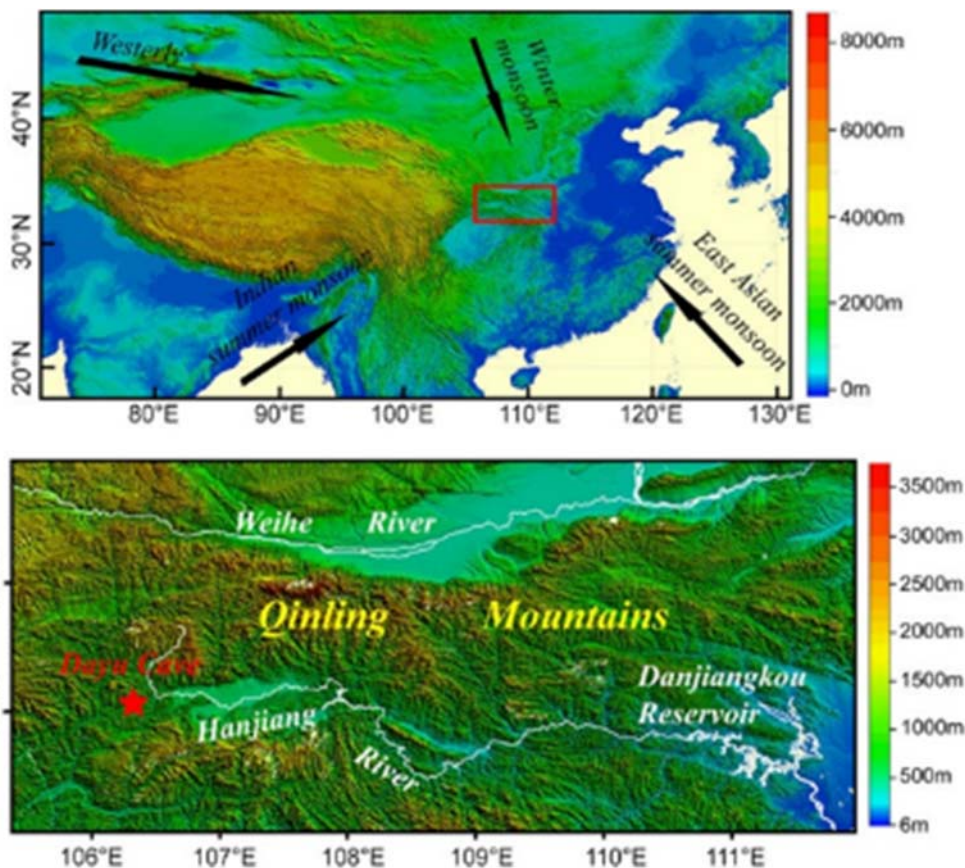 Westerly
Winter
monsoon
8000m
6000m
4000m
2000m
0m
40°N
30°N
20°N
Indian
summer monsoon
East Asian
summer monsoon
80°E
90°E
100°E
110°E
120°E
130°E
Weihe River
Qinling Mountains
Dayu Cave
Hanjiang
River
Danjiangkou
Reservoir
3500m
3000m
2500m
2000m
1500m
1000m
500m
6m
106°E
107°E
108°E
109°E
110°E
111°E